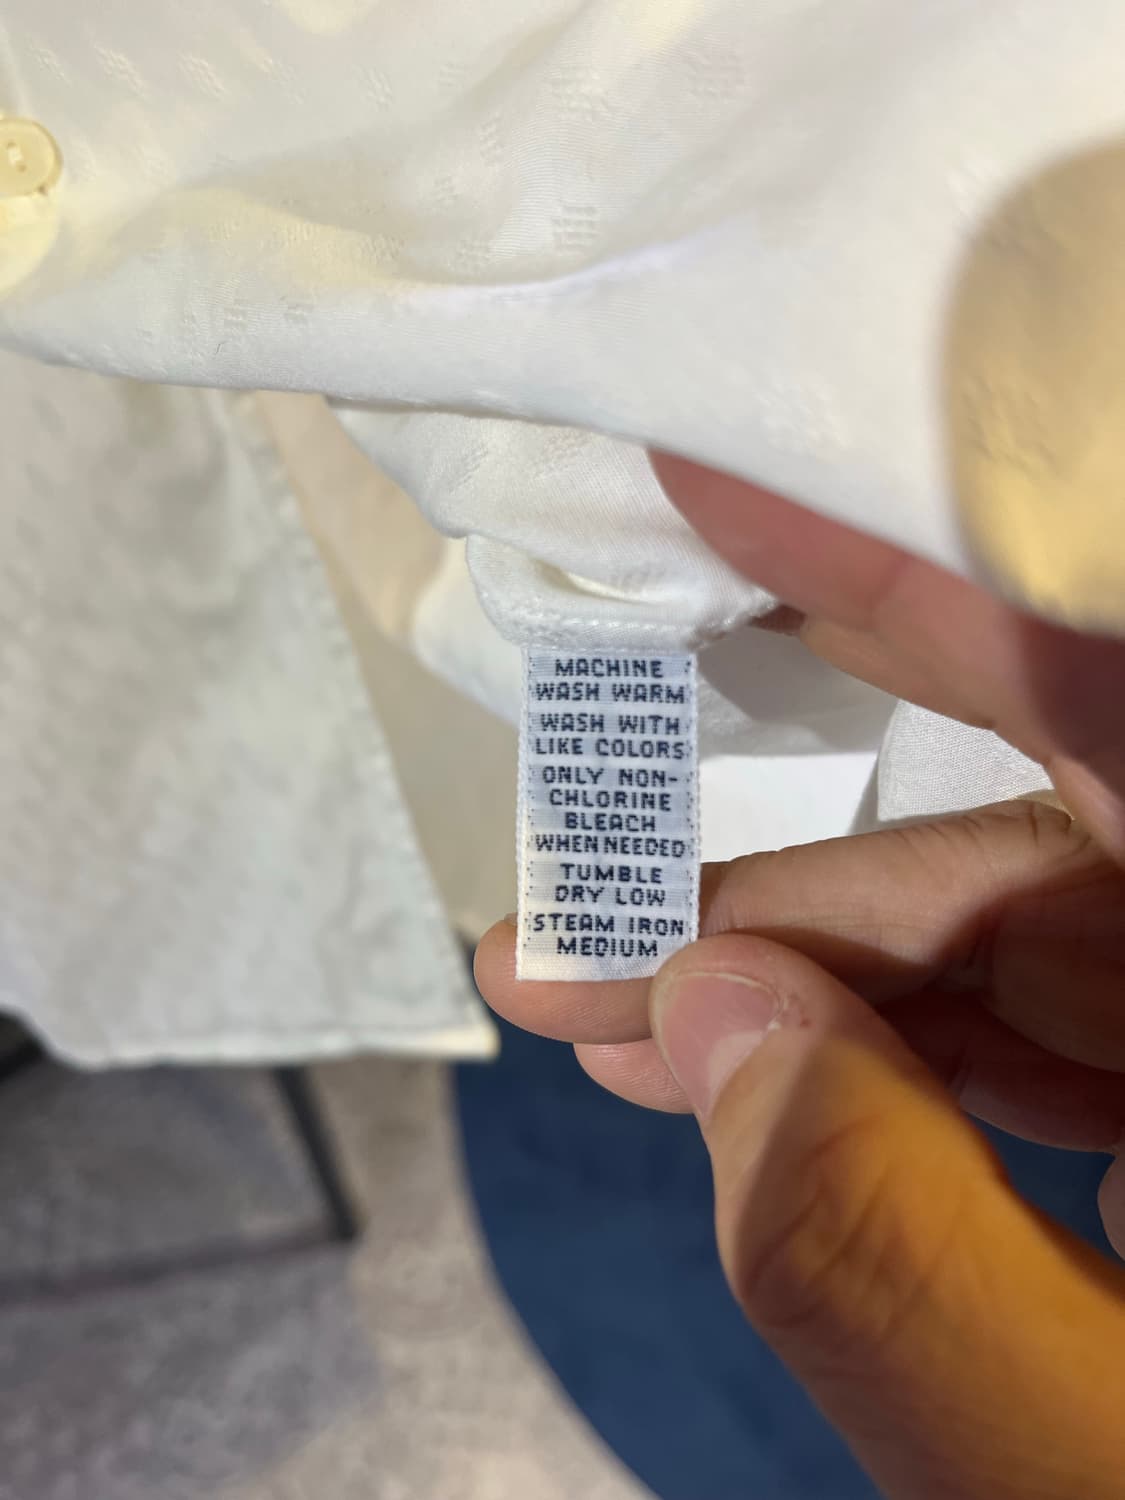 MACHINE
WASH WARM
WASH WITH
LIKE COLORS
ONLY NON-
CHLORINE
BLEACH
WHEN NEEDED
TUMBLE
DRY LOW
STEAM IRON
MEDIUM